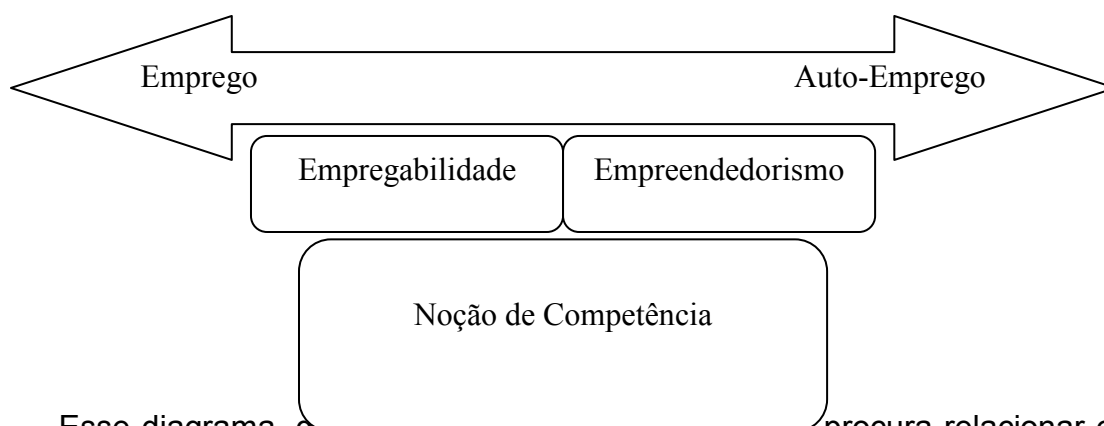 Emprego Auto-Emprego
Empregabilidade Empreendedorismo
Noção de Competência
Esse diagrama, procura relacionar